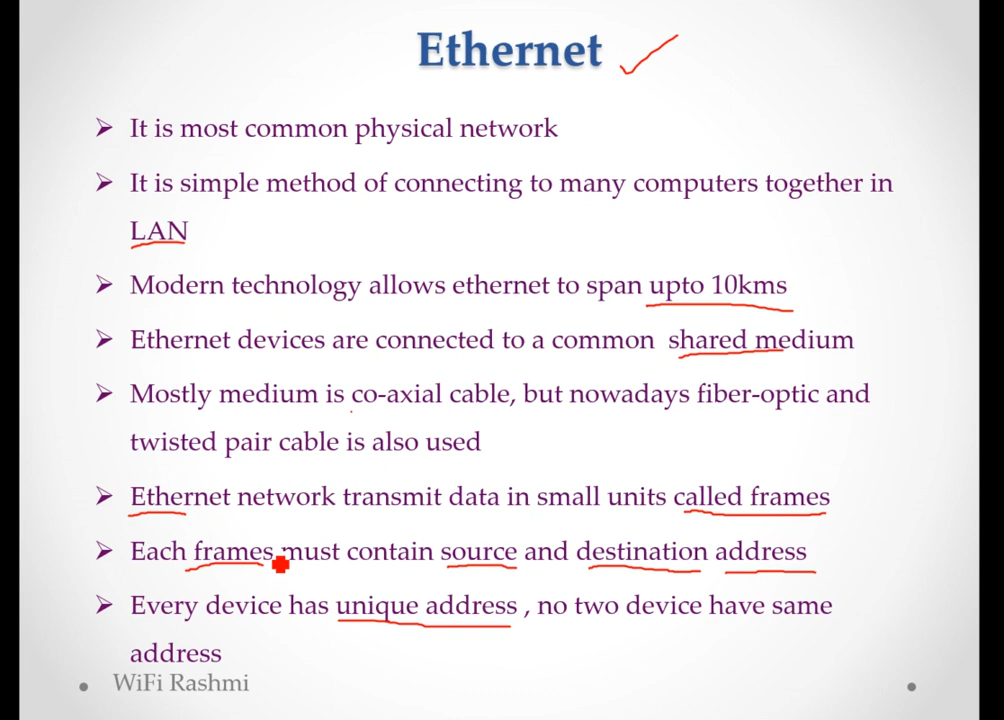 Ethernet
➢ It is most common physical network
➢ It is simple method of connecting to many computers together in
LAN
➢ Modern technology allows ethernet to span upto 10kms
➢ Ethernet devices are connected to a common shared medium
➢ Mostly medium is co-axial cable, but nowadays fiber-optic and
twisted pair cable is also used
➢ Ethernet network transmit data in small units called frames
➢ Each frames must contain source and destination address
➢ Every device has unique address , no two device have same
address
WiFi Rashmi